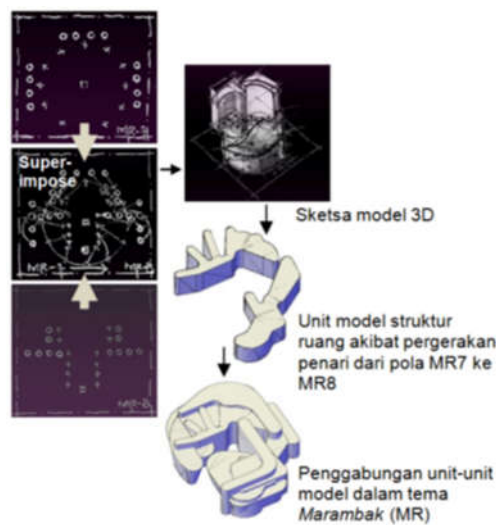 Super-
impose
Sketsa model 3D
Unit model struktur
ruang akibat pergerakan
penari dari pola MR7 ke
MR8
Penggabungan unit-unit
model dalam tema
Marambak (MR)